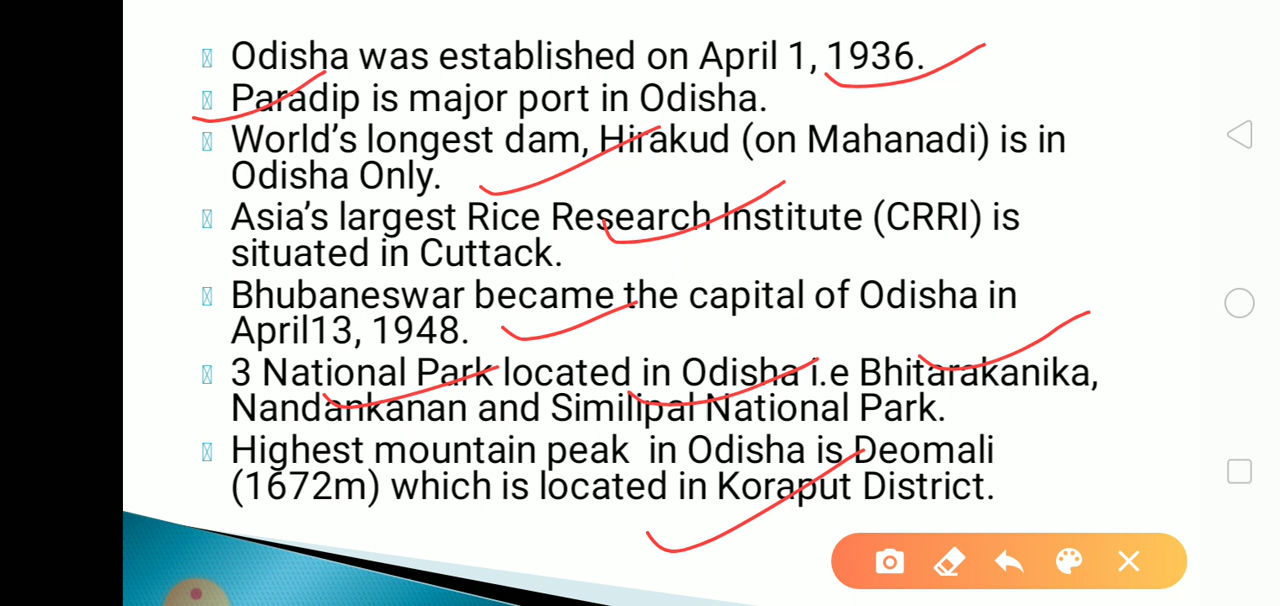 Odisha was established on April 1, 1936.
Paradip is major port in Odisha.
World's longest dam, Hirakud (on Mahanadi) is in
Odisha Only.
Asia's largest Rice Research Institute (CRRI) is
situated in Cuttack.
Bhubaneswar became the capital of Odisha in
April13, 1948.
3 National Park located in Odisha i.e Bhitarakanika,
Nandankanan and Similipal National Park.
Highest mountain peak  in Odisha is Deomali
(1672m) which is located in Koraput District.